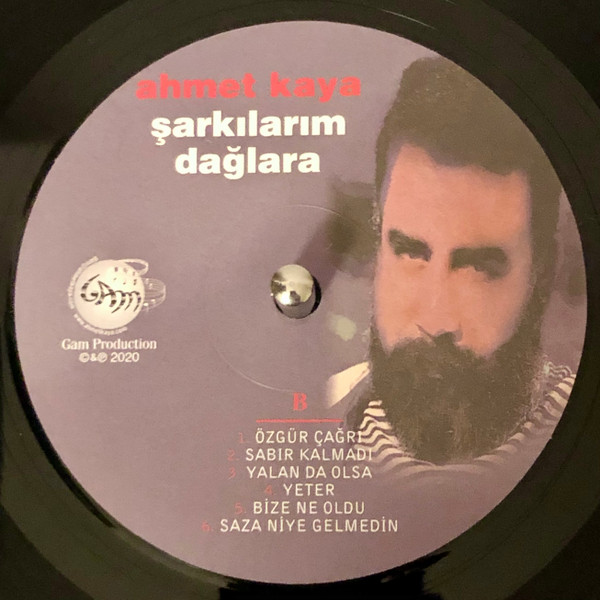 ahmet kaya
şarkılarım
dağlara
GAM
Gam Production
©&℗ 2020
B
1. ÖZGÜR ÇAĞRI
2. SABIR KALMADI
3. YALAN DA OLSA
4. YETER
5. BİZE NE OLDU
6. SAZA NİYE GELMEDİN